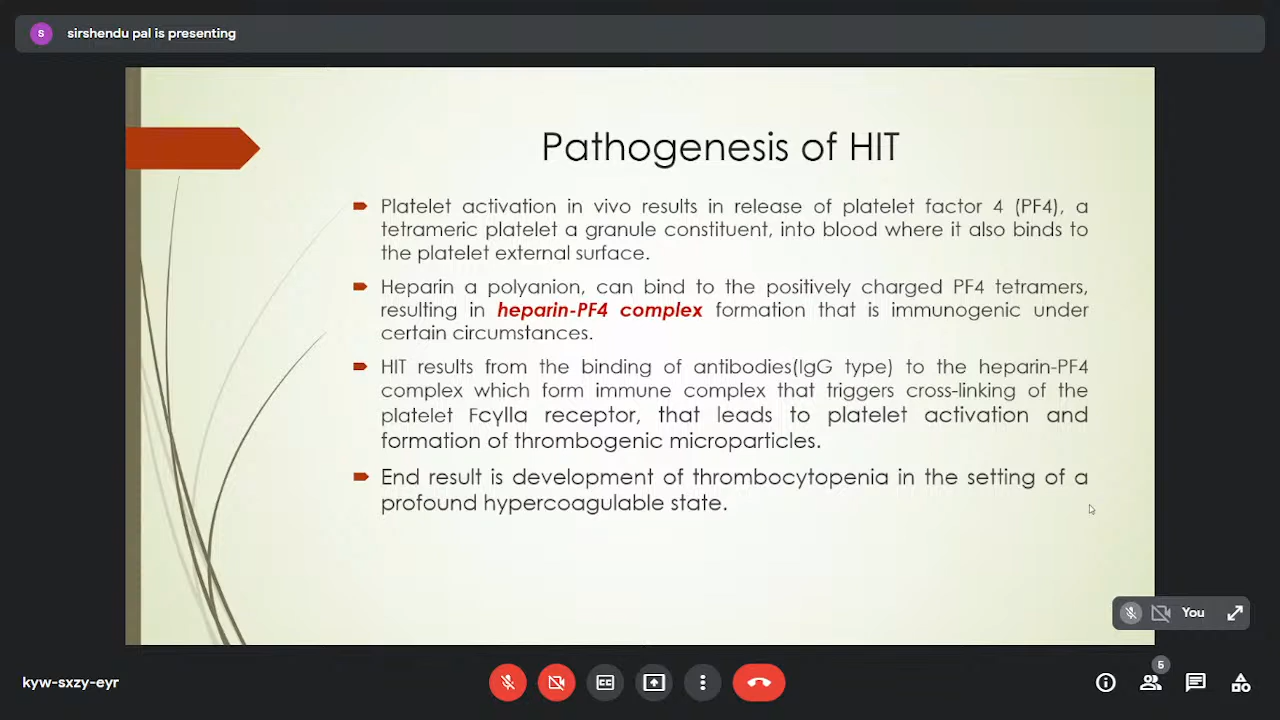 S
sirshendu pal is presenting
Pathogenesis of HIT
Platelet activation in vivo results in release of platelet factor 4 (PF4), a
tetrameric platelet a granule constituent, into blood where it also binds to
the platelet external surface.
Heparin a polyanion, can bind to the positively charged PF4 tetramers,
resulting in heparin-PF4 complex formation that is immunogenic under
certain circumstances.
HIT results from the binding of antibodies(IgG type) to the heparin-PF4
complex which form immune complex that triggers cross-linking of the
platelet FcγIIa receptor, that leads to platelet activation and
formation of thrombogenic microparticles.
End result is development of thrombocytopenia in the setting of a
profound hypercoagulable state.
You
kyw-sxzy-eyr
CC
5